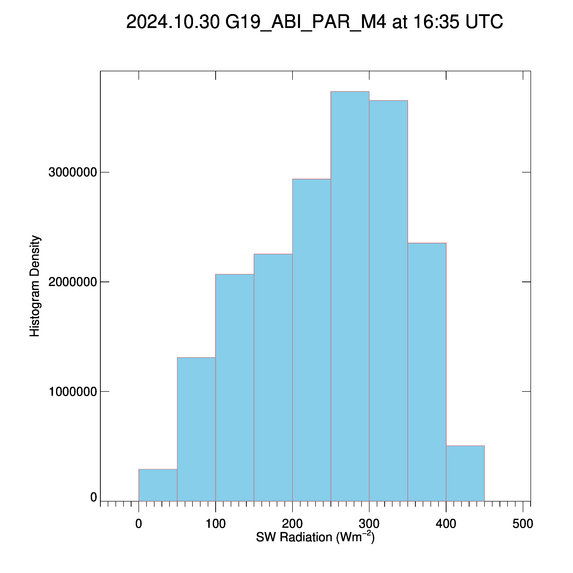 2024.10.30 G19_ABI_PAR_M4 at 16:35 UTC
3000000
2000000
1000000
0
Histogram Density
0 100 200 300 400 500
SW Radiation (Wm⁻²)